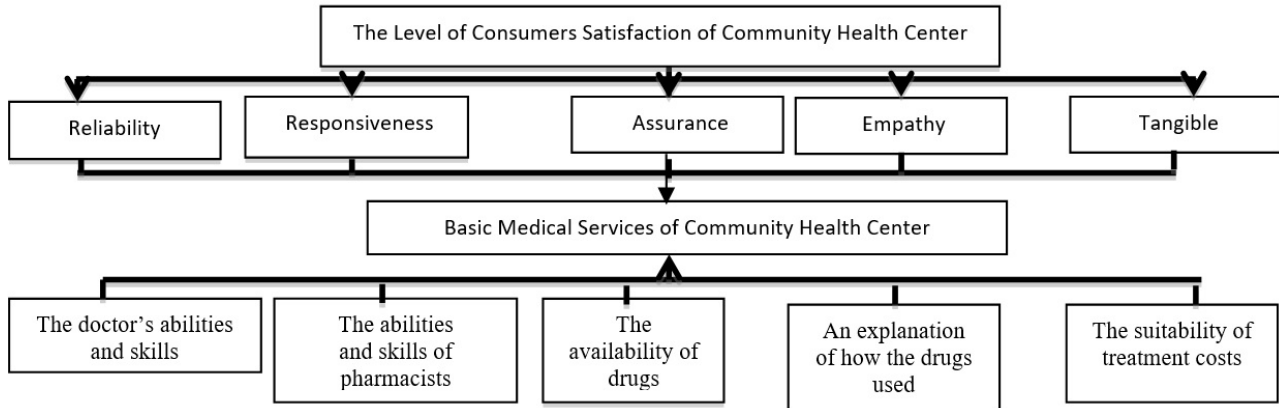 The Level of Consumers Satisfaction of Community Health Center
Reliability
Responsiveness
Assurance
Empathy
Tangible
Basic Medical Services of Community Health Center
The doctor's abilities
and skills
The abilities
and skills of
pharmacists
The
availability of
drugs
An explanation
of how the drugs
used
The suitability of
treatment costs